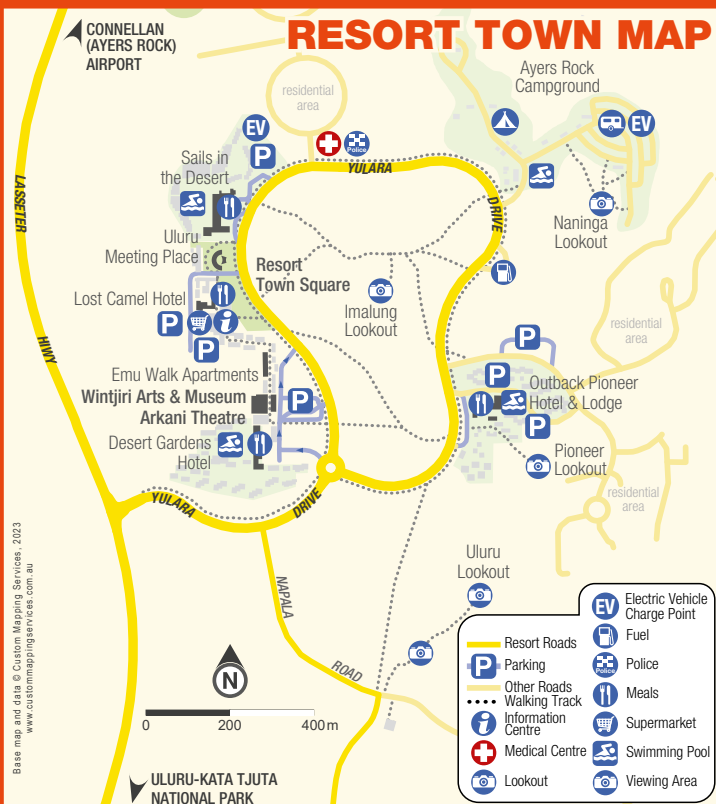 RESORT TOWN MAP
CONNELLAN
(AYERS ROCK)
AIRPORT
Ayers Rock
Campground
residential
area
EV
P
Police
EV
Sails in
the Desert
YULARA
DRIVE
LASSETER
HIWY
Naninga
Lookout
Uluru
Meeting Place
Resort
Town Square
Lost Camel Hotel
Imalung
Lookout
P
i
P
residential
area
P
P
Emu Walk Apartments
Wintjiri Arts & Museum
Arkani Theatre
P
Outback Pioneer
Hotel & Lodge
P
Desert Gardens
Hotel
Pioneer
Lookout
YULARA
DRIVE
residential
area
Uluru
Lookout
NAPALA
ROAD
N
0 200 400m
ULURU-KATA TJUTA
NATIONAL PARK
Base map and data © Custom Mapping Services, 2023
www.custommappingservices.com.au
Resort Roads
P Parking
Other Roads
Walking Track
i Information
Centre
Medical Centre
Lookout
EV Electric Vehicle
Charge Point
Fuel
Police Police
Meals
Supermarket
Swimming Pool
Viewing Area